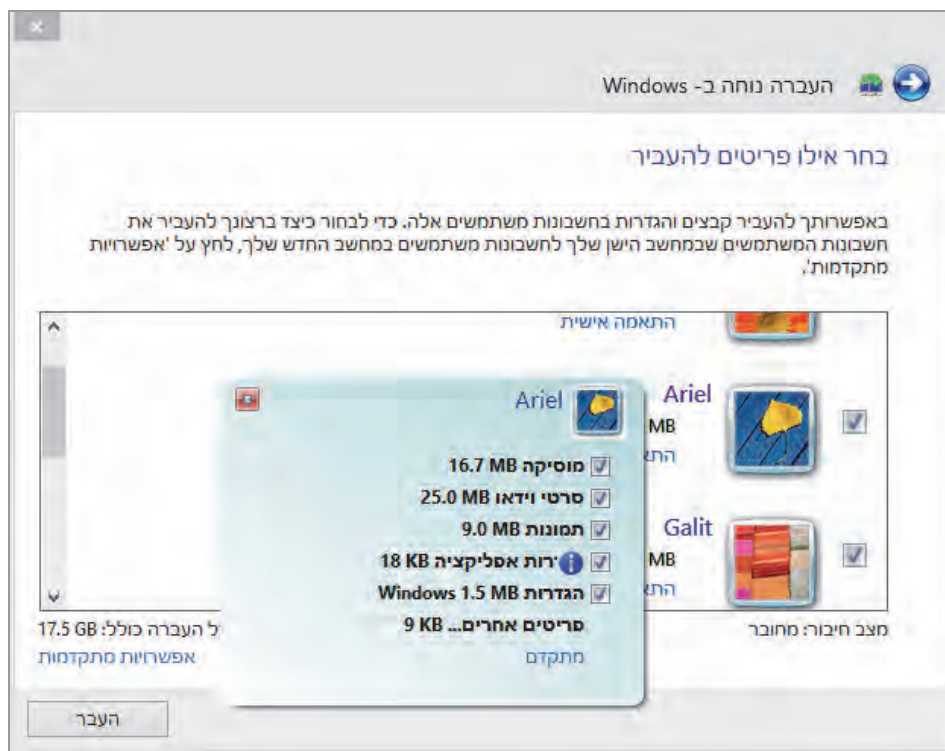 העברה נוחה ב- Windows
בחר אילו פריטים להעביר
באפשרותך להעביר קבצים והגדרות בחשבונות משתמשים אלה. כדי לבחור כיצד ברצונך להעביר את
חשבונות המשתמשים שבמחשב הישן שלך לחשבונות משתמשים במחשב החדש שלך, לחץ על 'אפשרויות
מתקדמות'.
התאמה אישית
Ariel
MB
Ariel
מוסיקה 16.7 MB
סרטי וידאו 25.0 MB
תמונות 9.0 MB
אפליקציה 18 KB
הגדרות Windows 1.5 MB
פריטים אחרים... 9 KB
מתקדם
Galit
MB
מצב חיבור: מחובר
העברה כולל: 17.5 GB
אפשרויות מתקדמות
העבר